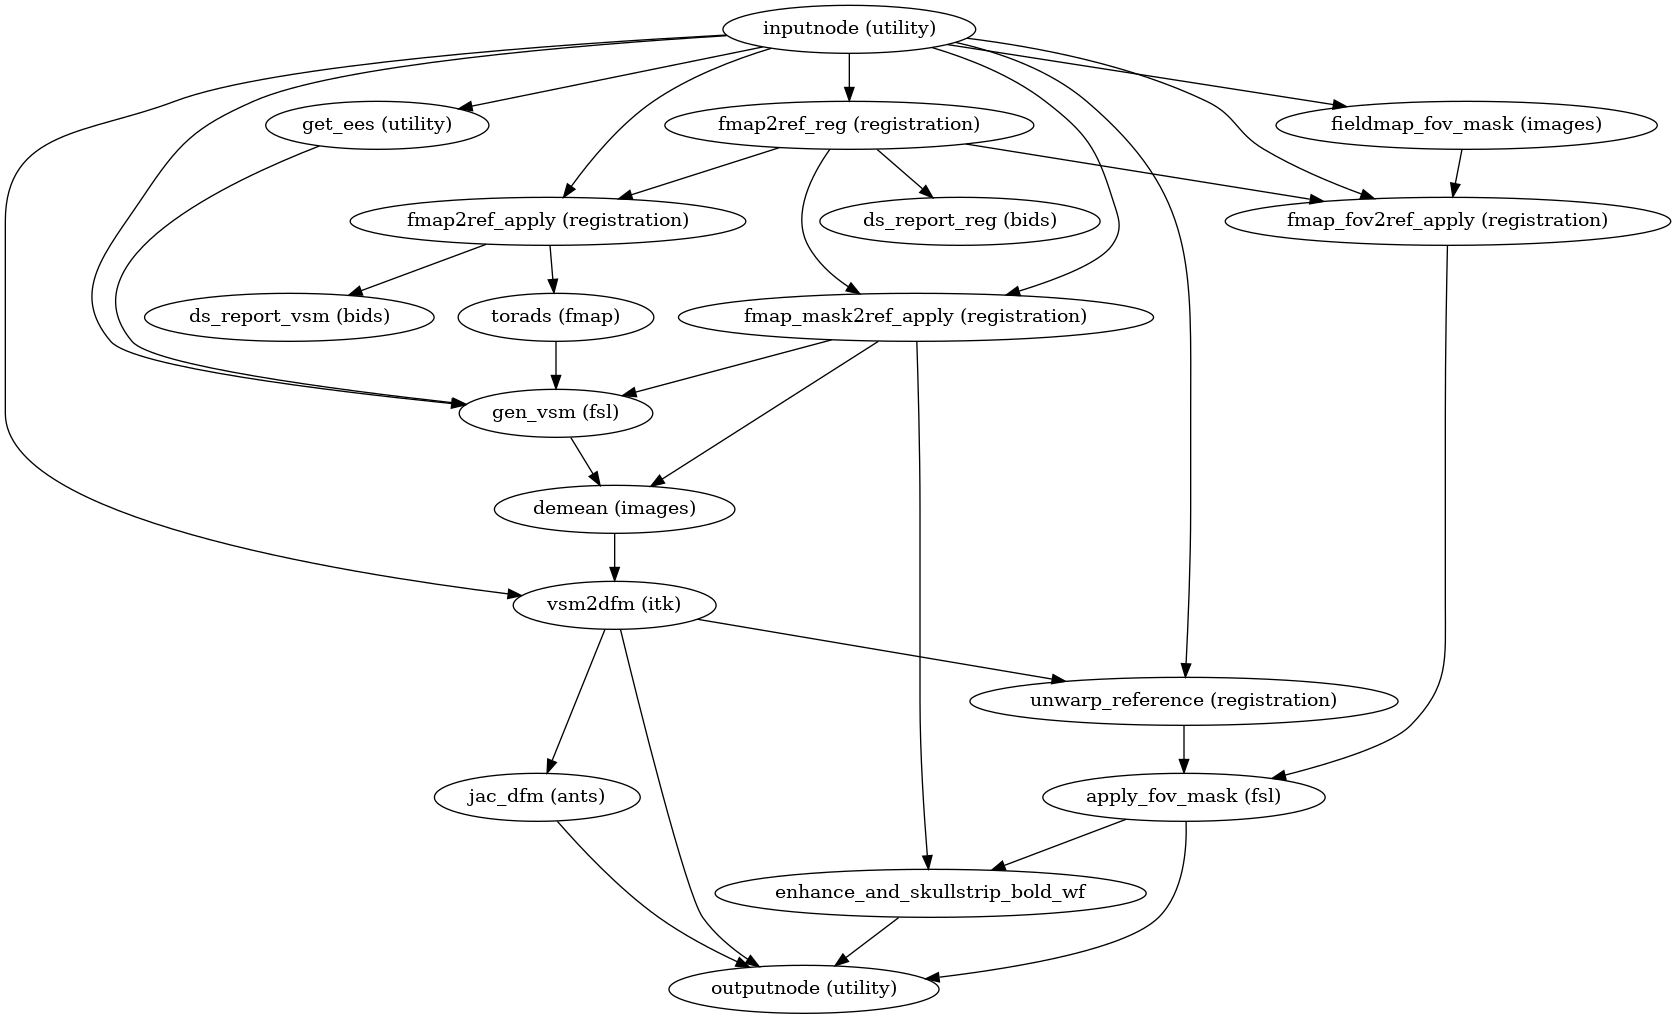 inputnode (utility)
get_ees (utility)
fmap2ref_reg (registration)
fieldmap_fov_mask (images)
fmap2ref_apply (registration)
ds_report_reg (bids)
fmap_fov2ref_apply (registration)
ds_report_vsm (bids)
torads (fmap)
fmap_mask2ref_apply (registration)
gen_vsm (fsl)
demean (images)
vsm2dfm (itk)
unwarp_reference (registration)
jac_dfm (ants)
apply_fov_mask (fsl)
enhance_and_skullstrip_bold_wf
outputnode (utility)